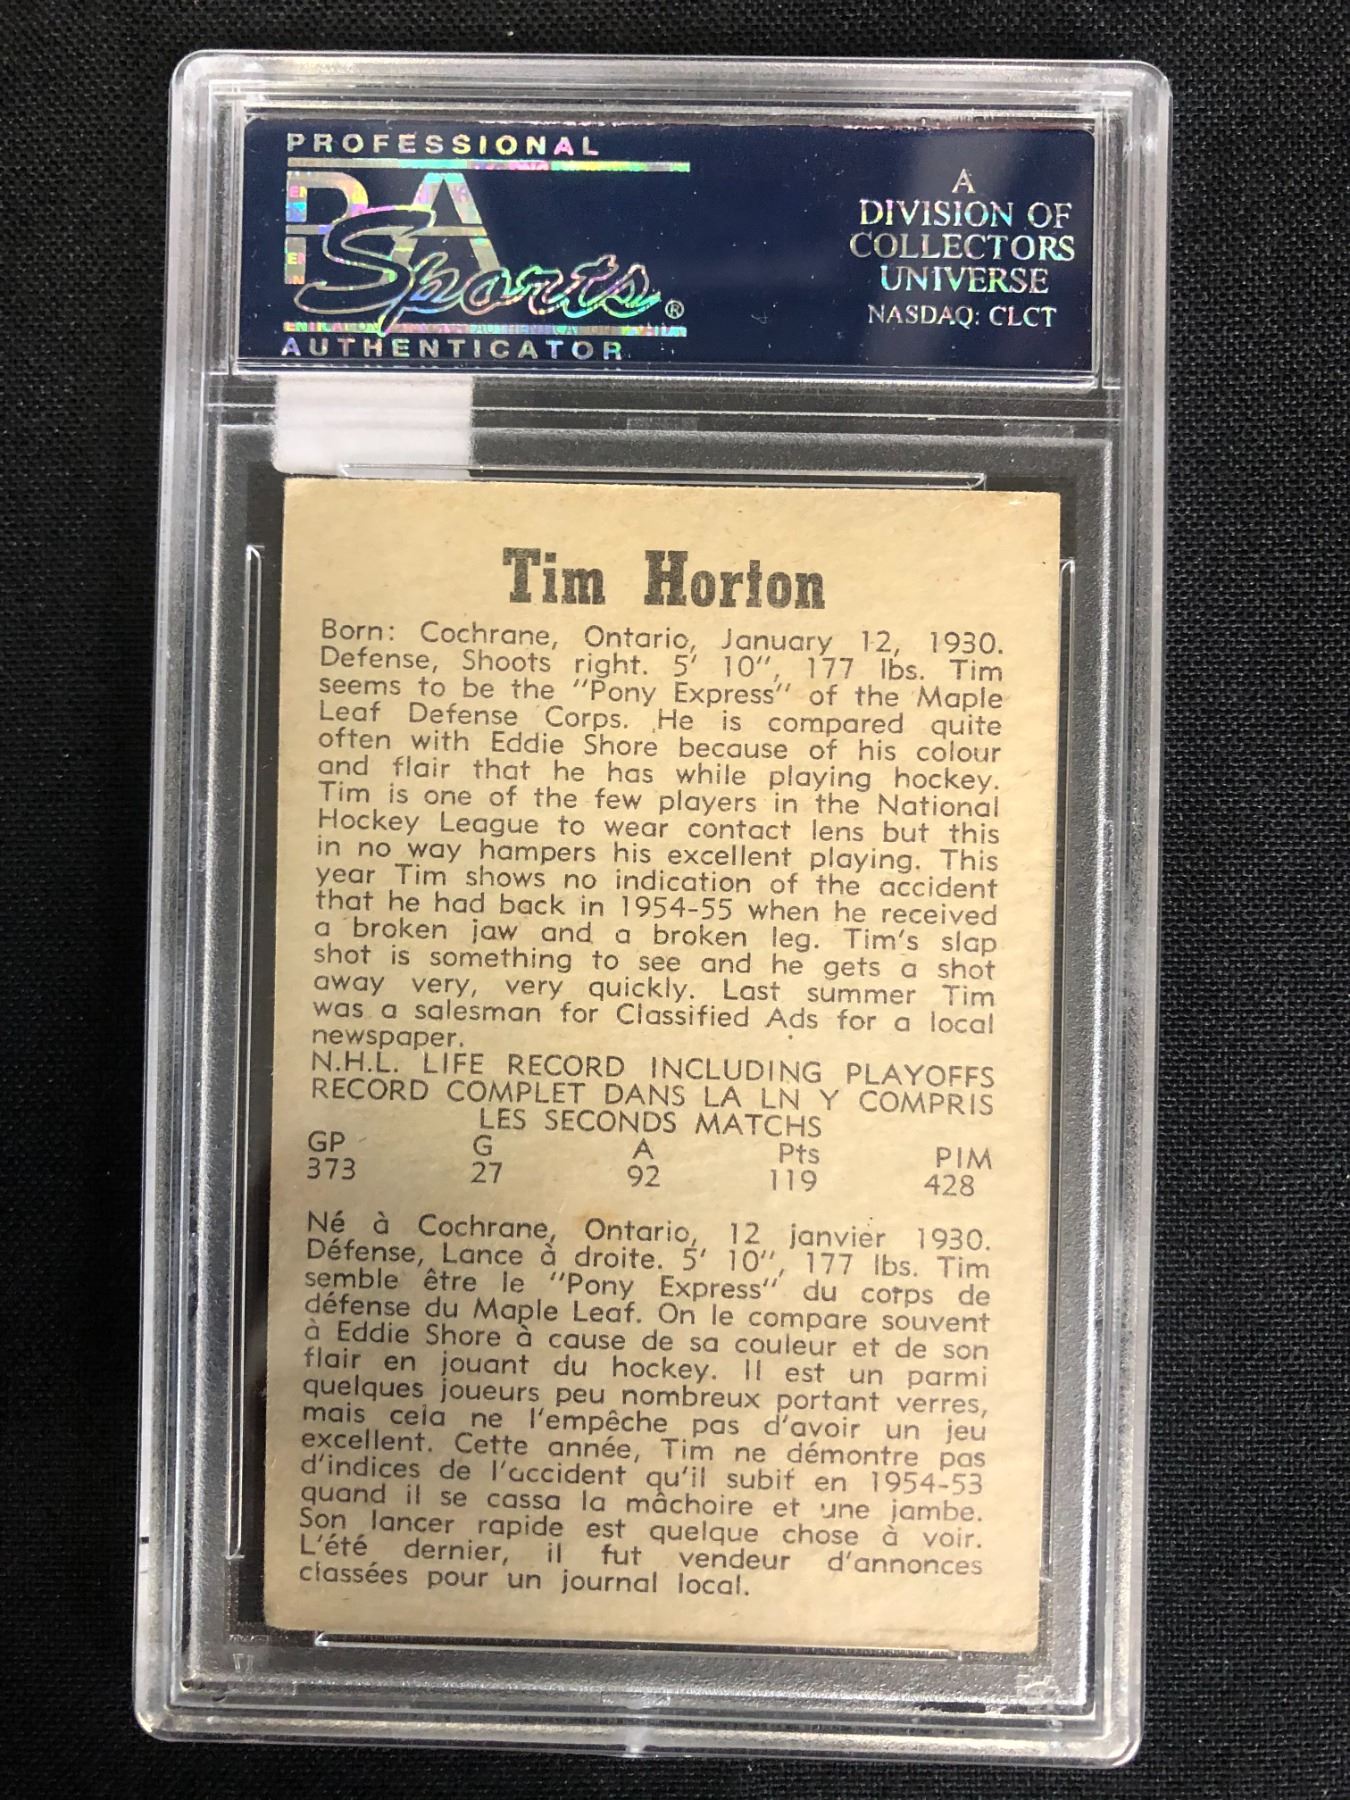 PROFESSIONAL
PSA
Sports®
AUTHENTICATOR
A
DIVISION OF
COLLECTORS
UNIVERSE
NASDAQ: CLCT
Tim Horton
Born: Cochrane, Ontario, January 12, 1930.
Defense, Shoots right. 5' 10", 177 lbs. Tim
seems to be the "Pony Express" of the Maple
Leaf Defense Corps. He is compared quite
often with Eddie Shore because of his colour
and flair that he has while playing hockey.
Tim is one of the few players in the National
Hockey League to wear contact lens but this
in no way hampers his excellent playing. This
year Tim shows no indication of the accident
that he had back in 1954-55 when he received
a broken jaw and a broken leg. Tim's slap
shot is something to see and he gets a shot
away very, very quickly. Last summer Tim
was a salesman for Classified Ads for a local
newspaper.
N.H.L. LIFE RECORD INCLUDING PLAYOFFS
RECORD COMPLET DANS LA LN Y COMPRIS
LES SECONDS MATCHS
GP G A Pts PIM
373 27 92 119 428
Né à Cochrane, Ontario, 12 janvier 1930.
Défense, Lance à droite. 5' 10", 177 lbs. Tim
semble être le "Pony Express" du corps de
défense du Maple Leaf. On le compare souvent
à Eddie Shore à cause de sa couleur et de son
flair en jouant du hockey. Il est un parmi
quelques joueurs peu nombreux portant verres,
mais cela ne l'empêche pas d'avoir un jeu
excellent. Cette année, Tim ne démontre pas
d'indices de l'accident qu'il subit en 1954-53
quand il se cassa la mâchoire et une jambe.
Son lancer rapide est quelque chose à voir.
L'été dernier, il fut vendeur d'annonces
classées pour un journal local.